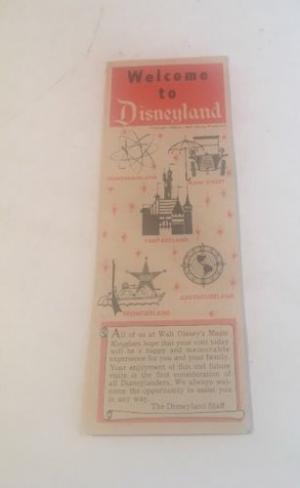 Welcome
to
Disneyland
TOMORROWLAND
MAIN STREET
FANTASYLAND
ADVENTURELAND
FRONTIERLAND
All of us at Walt Disney's Magic
Kingdom hope that your visit today
will be a happy and memorable
experience for you and your family.
Your enjoyment of this and future
visits is the first consideration of
all Disneylanders. We always wel-
come the opportunity to assist you
in any way.
The Disneyland Staff